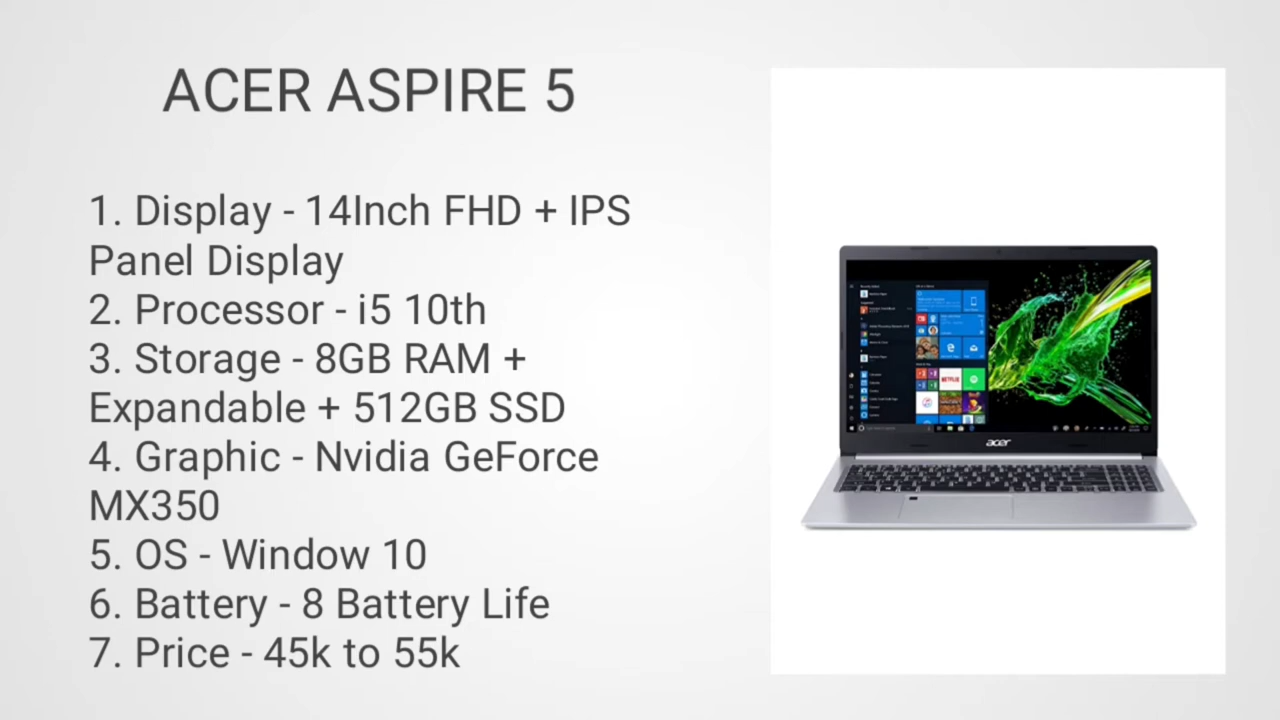 ACER ASPIRE 5
1. Display - 14Inch FHD + IPS
Panel Display
2. Processor - i5 10th
3. Storage - 8GB RAM +
Expandable + 512GB SSD
4. Graphic - Nvidia GeForce
MX350
5. OS - Window 10
6. Battery - 8 Battery Life
7. Price - 45k to 55k
NETFLIX
acer